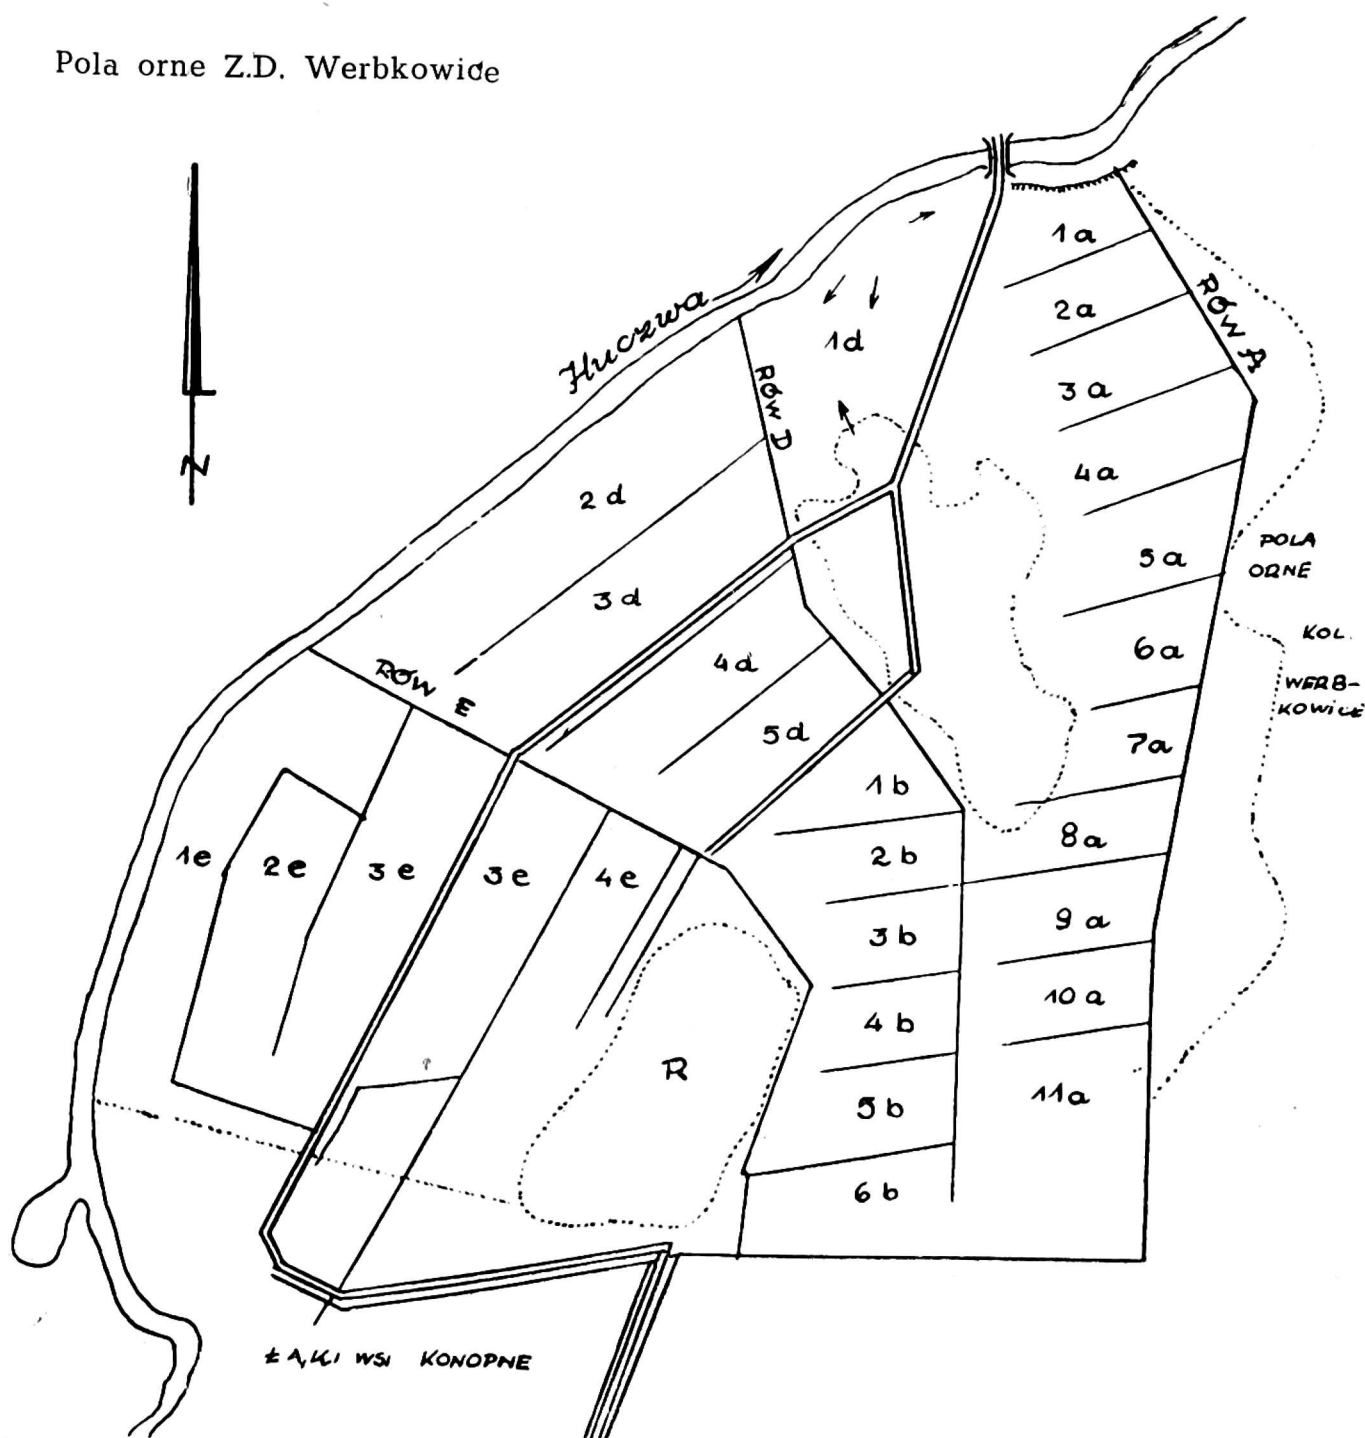 Pola orne Z.D. Werbkowice
N
Huczwa
RÓW A
RÓW D
RÓW E
1a
2a
3a
4a
5a
6a
7a
8a
9a
10a
11a
1d
2d
3d
4d
5d
1b
2b
3b
4b
5b
6b
1e
2e
3e
3e
4e
R
POLA
ORNE
KOL.
WERB-
KOWICE
ŁĄKI WSI KONOPNE